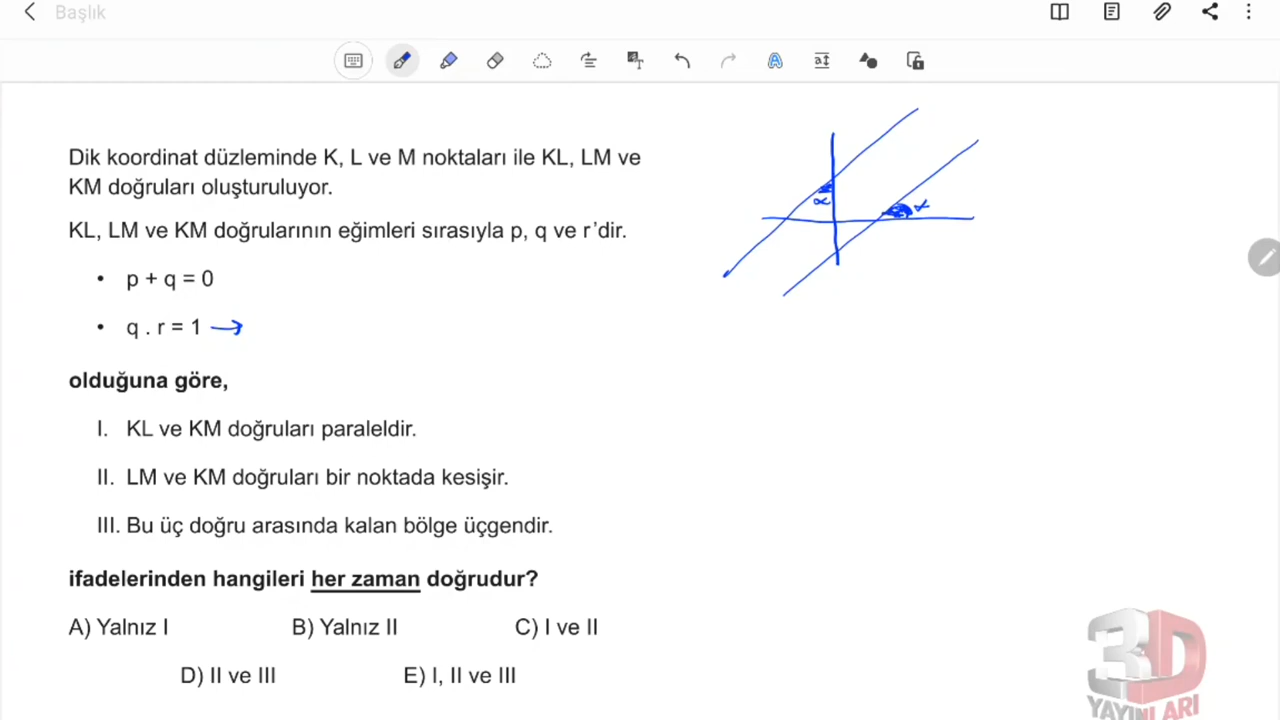 Başlık
Dik koordinat düzleminde K, L ve M noktaları ile KL, LM ve
KM doğruları oluşturuluyor.
KL, LM ve KM doğrularının eğimleri sırasıyla p, q ve r’dir.
• p + q = 0
• q . r = 1 →
α
α
olduğuna göre,
I. KL ve KM doğruları paraleldir.
II. LM ve KM doğruları bir noktada kesişir.
III. Bu üç doğru arasında kalan bölge üçgendir.
ifadelerinden hangileri her zaman doğrudur?
A) Yalnız I B) Yalnız II C) I ve II
D) II ve III E) I, II ve III
3D
YAYINLARI